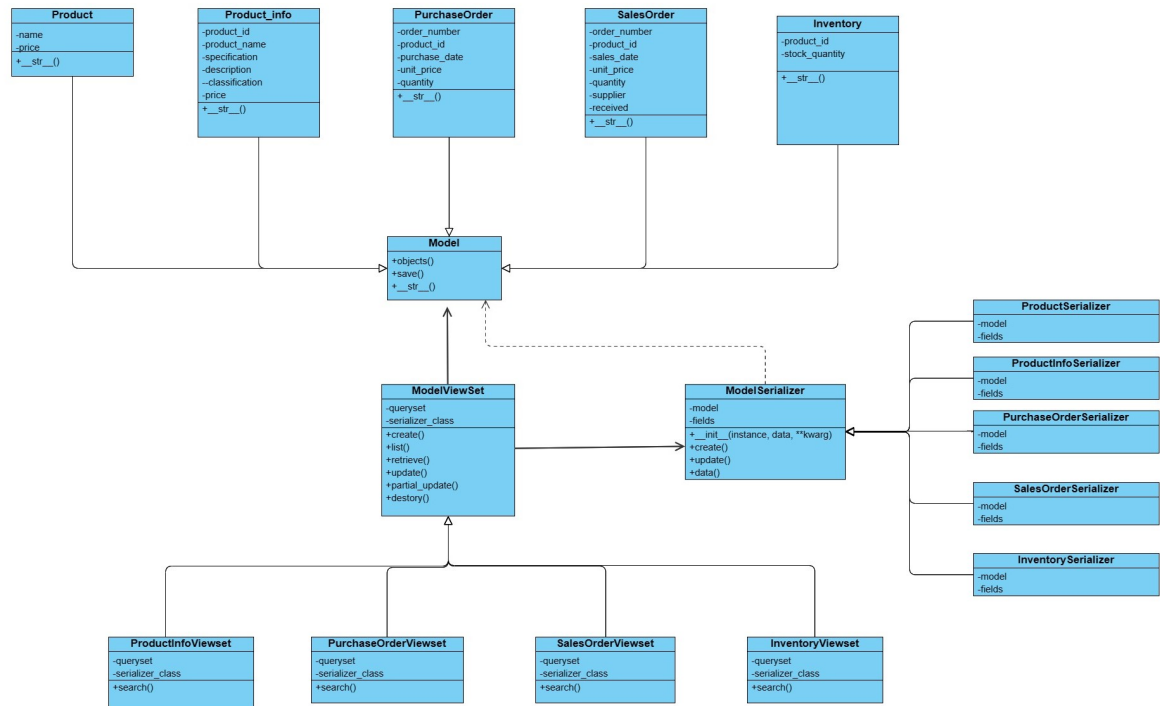 Product
-name
-price
+__str__()
Product_info
-product_id
-product_name
-specification
-description
--classification
-price
+__str__()
PurchaseOrder
-order_number
-product_id
-purchase_date
-unit_price
-quantity
+__str__()
SalesOrder
-order_number
-product_id
-sales_date
-unit_price
-quantity
-supplier
-received
+__str__()
Inventory
-product_id
-stock_quantity
+__str__()
Model
+objects()
+save()
+__str__()
ModelViewSet
-queryset
-serializer_class
+create()
+list()
+retrieve()
+update()
+partial_update()
+destory()
ModelSerializer
-model
-fields
+__init__(instance, data, **kwarg)
+create()
+update()
+data()
ProductSerializer
-model
-fields
ProductInfoSerializer
-model
-fields
PurchaseOrderSerializer
-model
-fields
SalesOrderSerializer
-model
-fields
InventorySerializer
-model
-fields
ProductInfoViewset
-queryset
-serializer_class
+search()
PurchaseOrderViewset
-queryset
-serializer_class
+search()
SalesOrderViewset
-queryset
-serializer_class
+search()
InventoryViewset
-queryset
-serializer_class
+search()